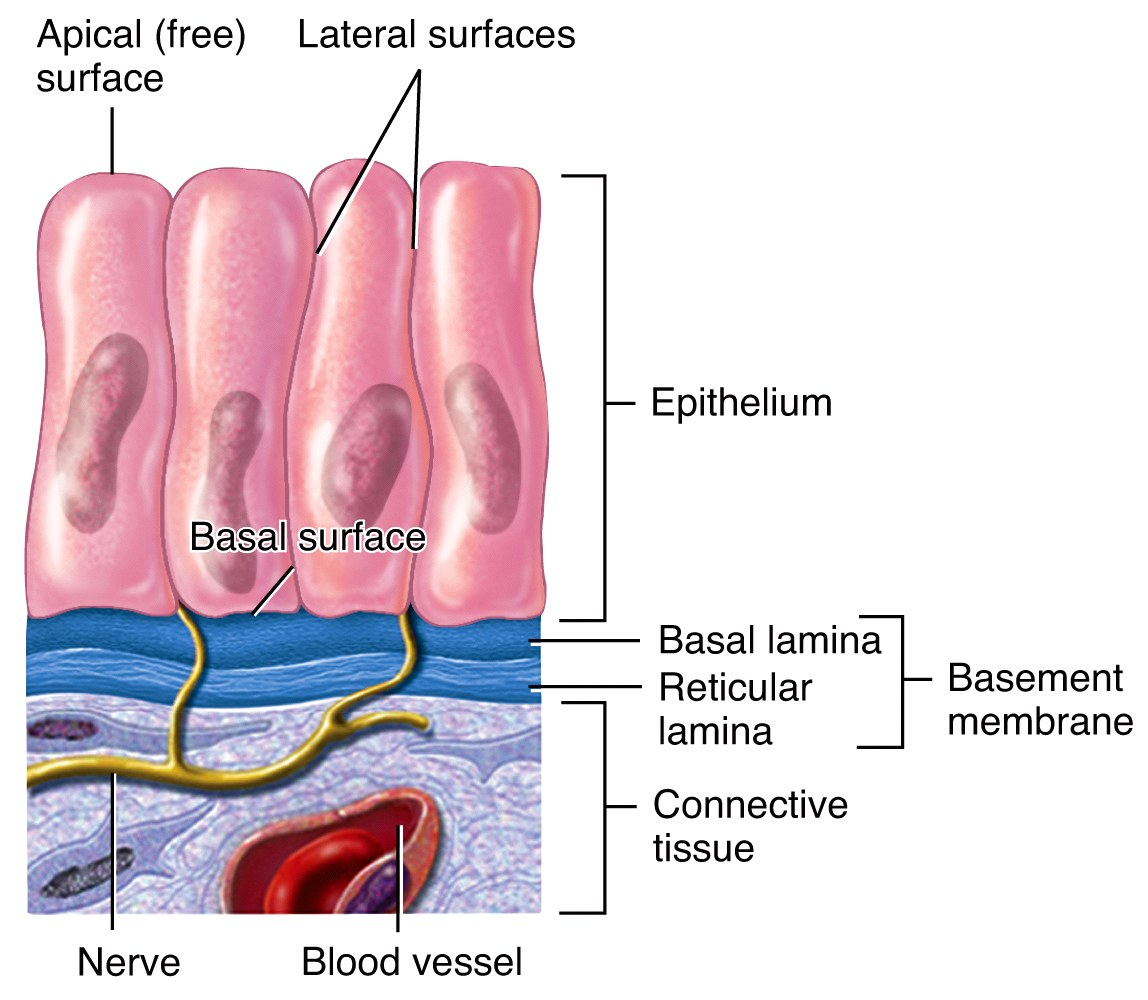 Apical (free)
surface
Lateral surfaces
Epithelium
Basal surface
Basal lamina
Reticular
lamina
Basement
membrane
Connective
tissue
Nerve
Blood vessel